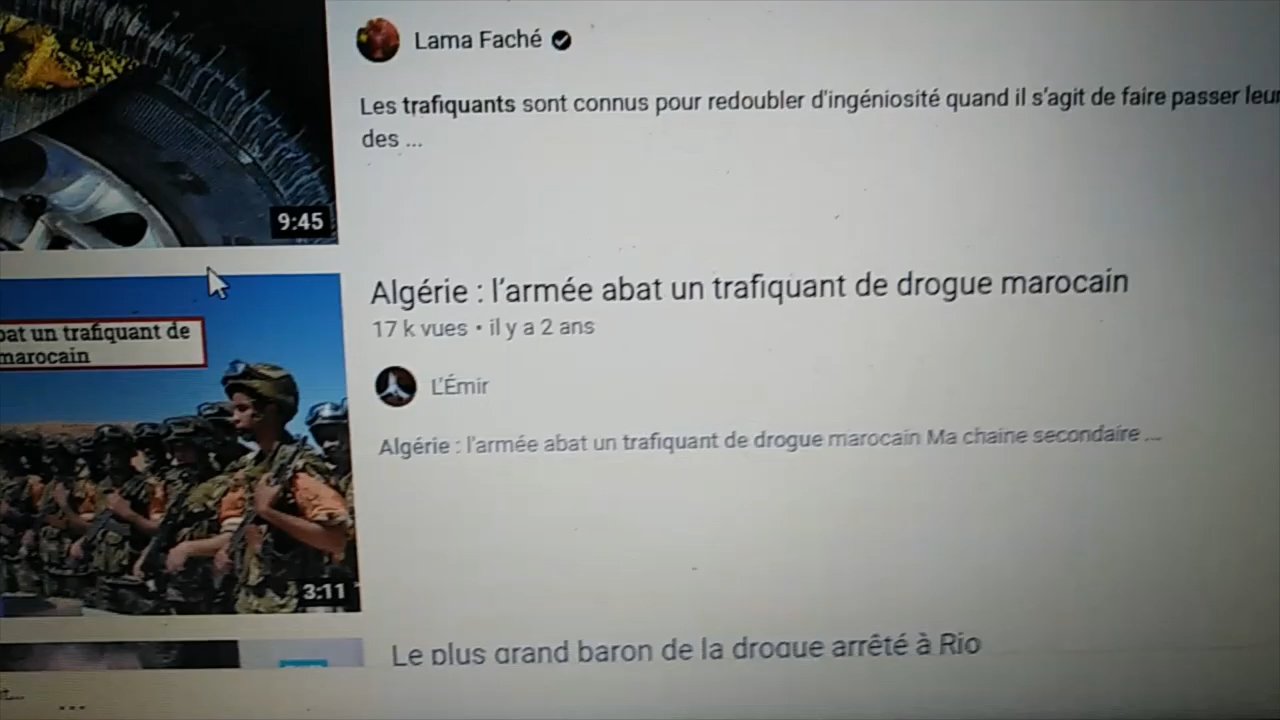 Lama Faché
Les trafiquants sont connus pour redoubler d'ingéniosité quand il s'agit de faire passer leur
des ...
9:45
Algérie : l'armée abat un trafiquant de drogue marocain
17 k vues • il y a 2 ans
bat un trafiquant de
marocain
L'Émir
Algérie : l'armée abat un trafiquant de drogue marocain Ma chaine secondaire ...
3:11
Le plus grand baron de la drogue arrêté à Rio
...